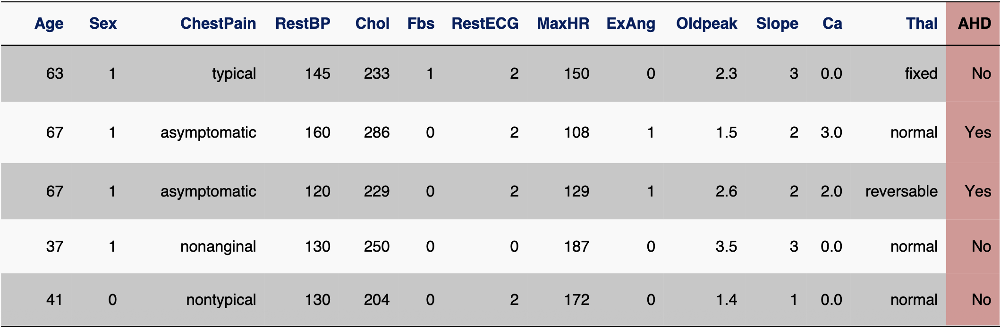 Age Sex ChestPain RestBP Chol Fbs RestECG MaxHR ExAng Oldpeak Slope Ca Thal AHD
63 1 typical 145 233 1 2 150 0 2.3 3 0.0 fixed No
67 1 asymptomatic 160 286 0 2 108 1 1.5 2 3.0 normal Yes
67 1 asymptomatic 120 229 0 2 129 1 2.6 2 2.0 reversable Yes
37 1 nonanginal 130 250 0 0 187 0 3.5 3 0.0 normal No
41 0 nontypical 130 204 0 2 172 0 1.4 1 0.0 normal No